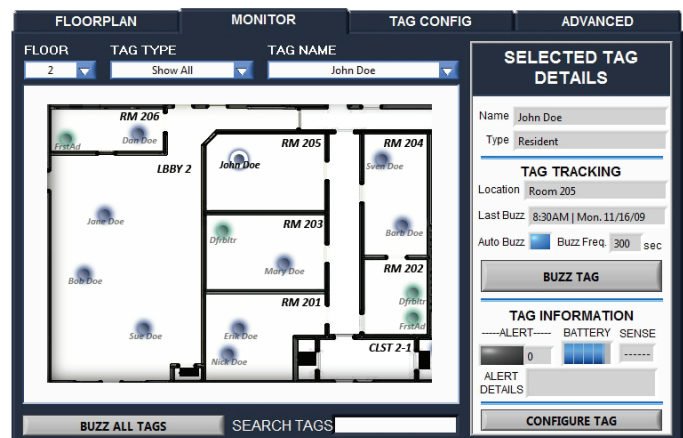 FLOORPLAN MONITOR TAG CONFIG ADVANCED
FLOOR TAG TYPE TAG NAME
2 Show All John Doe
RM 206
FrstAd Dan Doe
LBBY 2
RM 205
John Doe
RM 204
Sven Doe
Jane Doe
RM 203
Dfrbltr
Barb Doe
Mary Doe
Bob Doe
RM 202
RM 201
Dfrbltr
Sue Doe
Erik Doe
FrstAd
CLST 2-1
Nick Doe
BUZZ ALL TAGS SEARCH TAGS
SELECTED TAG
DETAILS
Name John Doe
Type Resident
TAG TRACKING
Location Room 205
Last Buzz 8:30AM | Mon. 11/16/09
Auto Buzz Buzz Freq. 300 sec
BUZZ TAG
TAG INFORMATION
-----ALERT---- BATTERY SENSE
0 ------
ALERT
DETAILS
CONFIGURE TAG